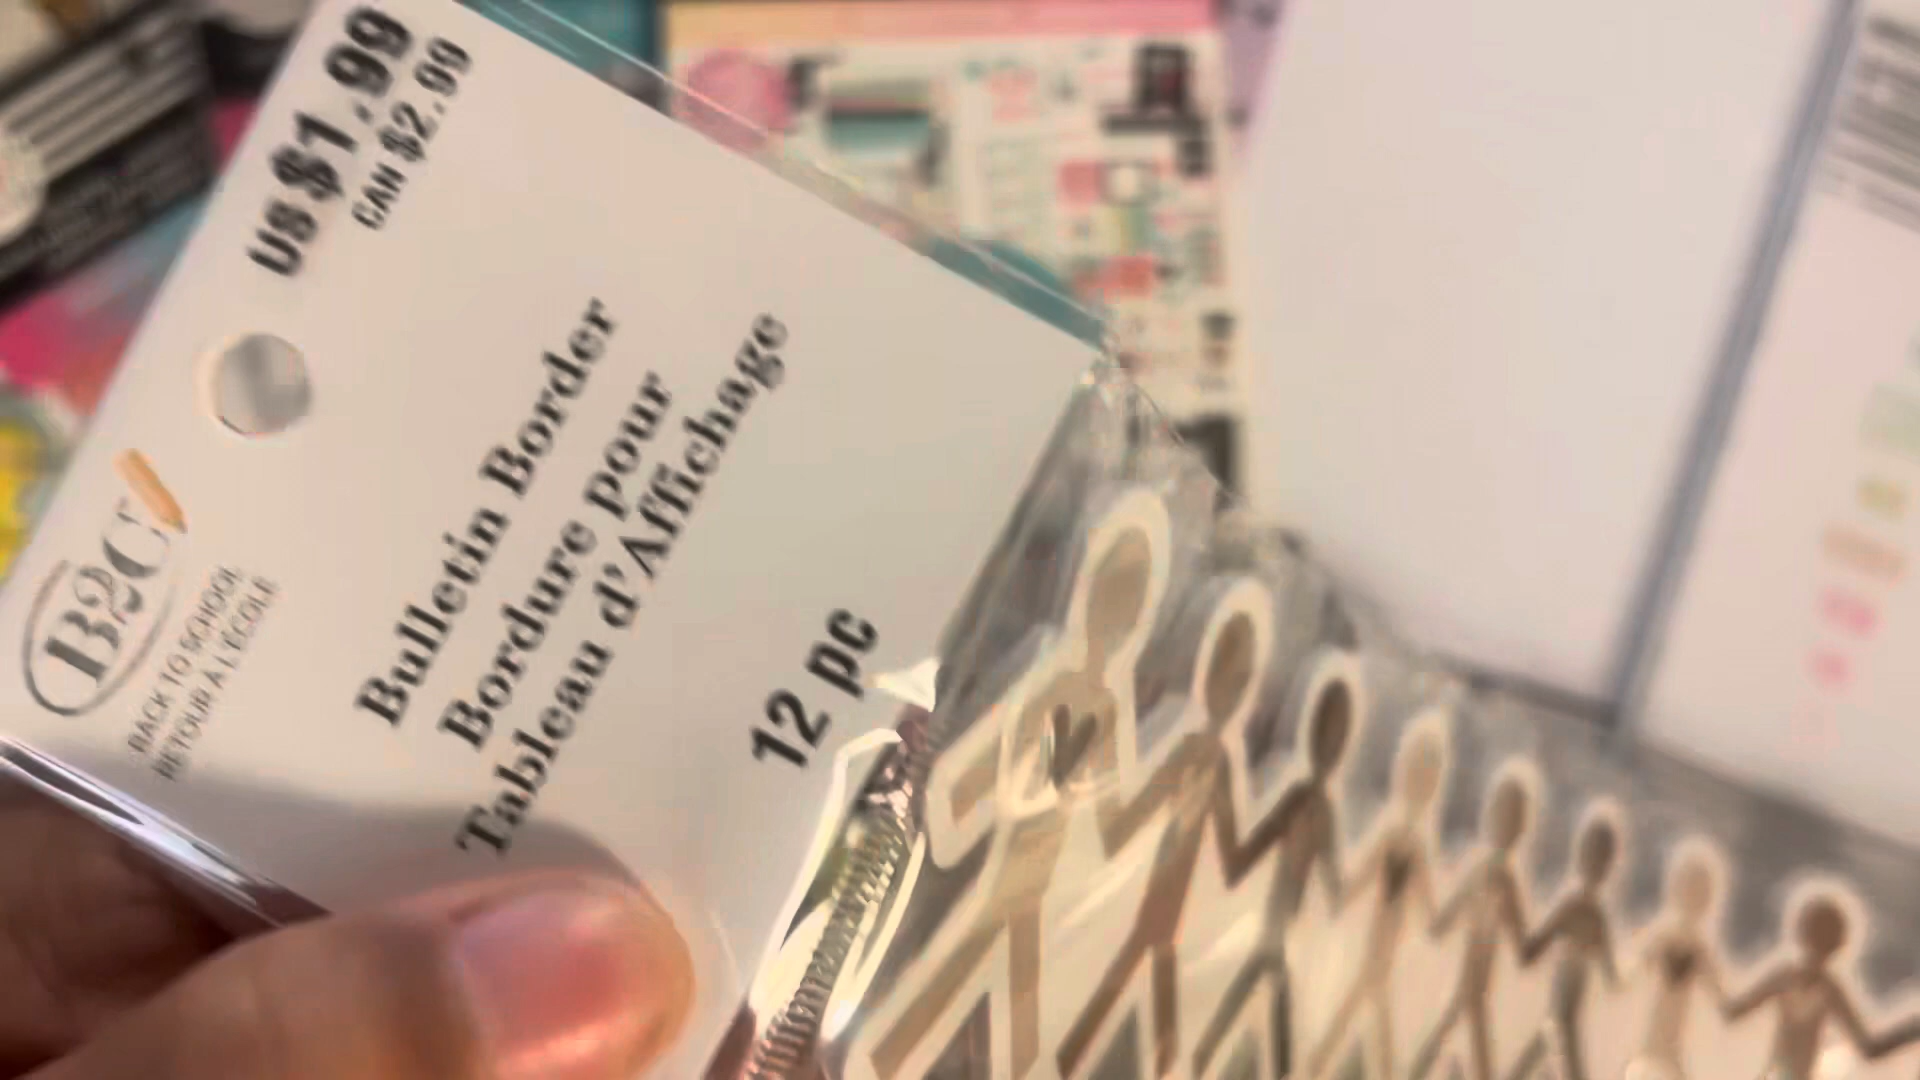 US $1.99
CAN $2.99
B2C
BACK TO SCHOOL
RETOUR À L'ÉCOLE
Bulletin Border
Bordure pour
Tableau d'Affichage
12 pc